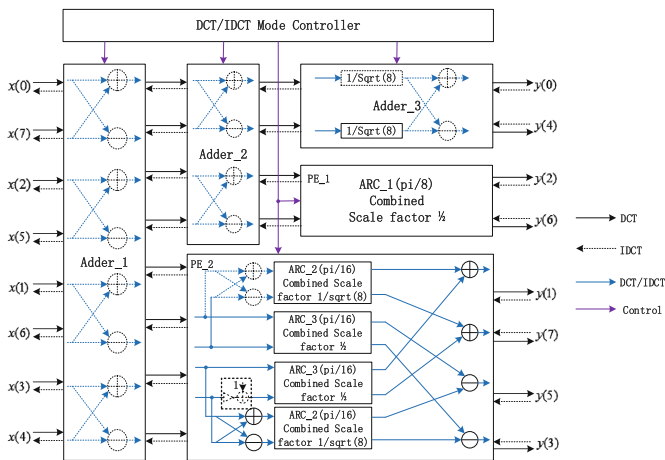 DCT/IDCT Mode Controller
x(0)
x(7)
x(2)
x(5)
x(1)
x(6)
x(3)
x(4)
Adder_1
Adder_2
1/Sqrt(8)
Adder_3
1/Sqrt(8)
PE_1
ARC_1(pi/8)
Combined
Scale factor ½
PE_2
ARC_2(pi/16)
Combined Scale
factor 1/sqrt(8)
ARC_3(pi/16)
Combined Scale
factor ½
ARC_3(pi/16)
Combined Scale
factor ½
1
ARC_2(pi/16)
Combined Scale
factor 1/sqrt(8)
y(0)
y(4)
y(2)
y(6)
y(1)
y(7)
y(5)
y(3)
DCT
IDCT
DCT/IDCT
Control